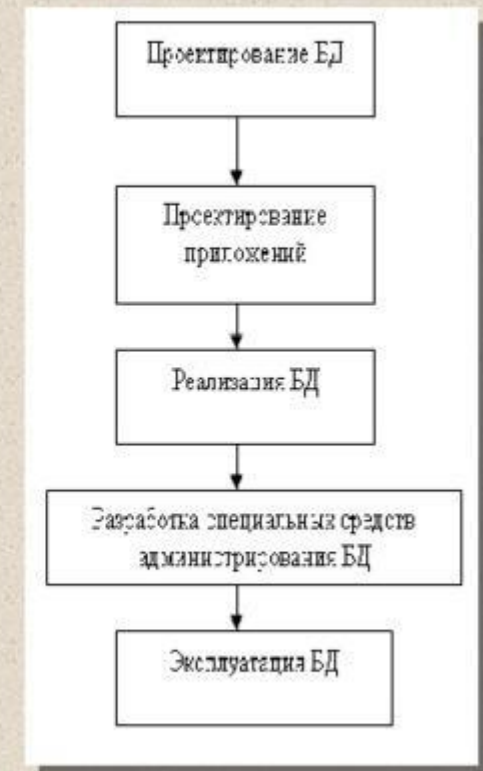 Проектирование БД
Проектирование
приложений
Реализация БД
Разработка специальных средств
администрирования БД
Эксплуатация БД